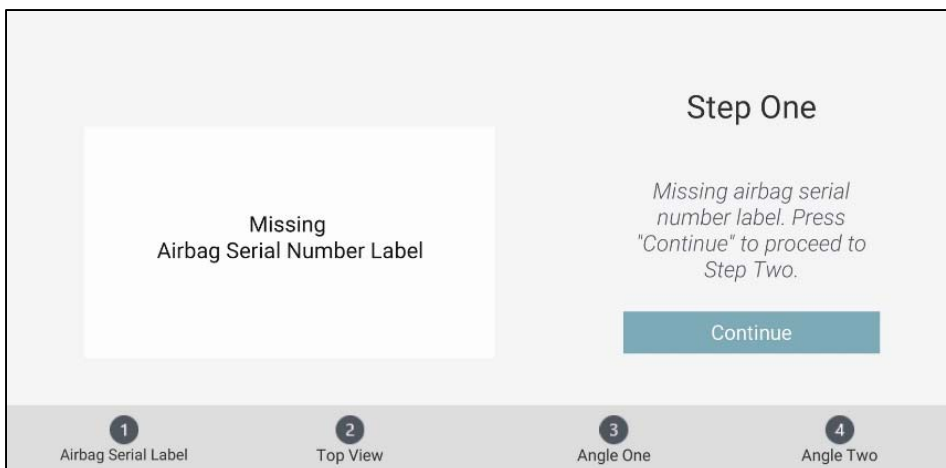 Missing
Airbag Serial Number Label
Step One
Missing airbag serial
number label. Press
"Continue" to proceed to
Step Two.
Continue
1
Airbag Serial Label
2
Top View
3
Angle One
4
Angle Two